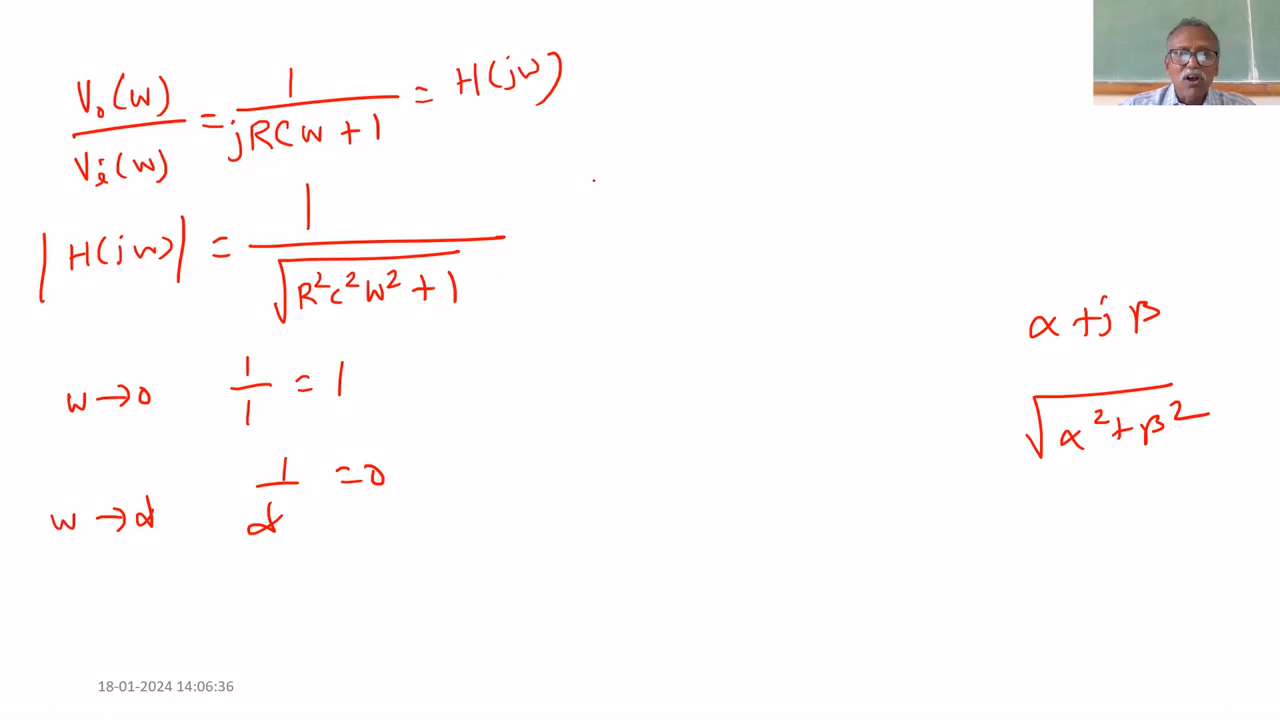 V₀(w) / Vᵢ(w) = 1 / (jRCw + 1) = H(jw)
|H(jw)| = 1 / √(R²C²w² + 1)
w → 0 1/1 = 1
w → α 1/α = 0
α + jβ
√(α² + β²)
18-01-2024 14:06:36